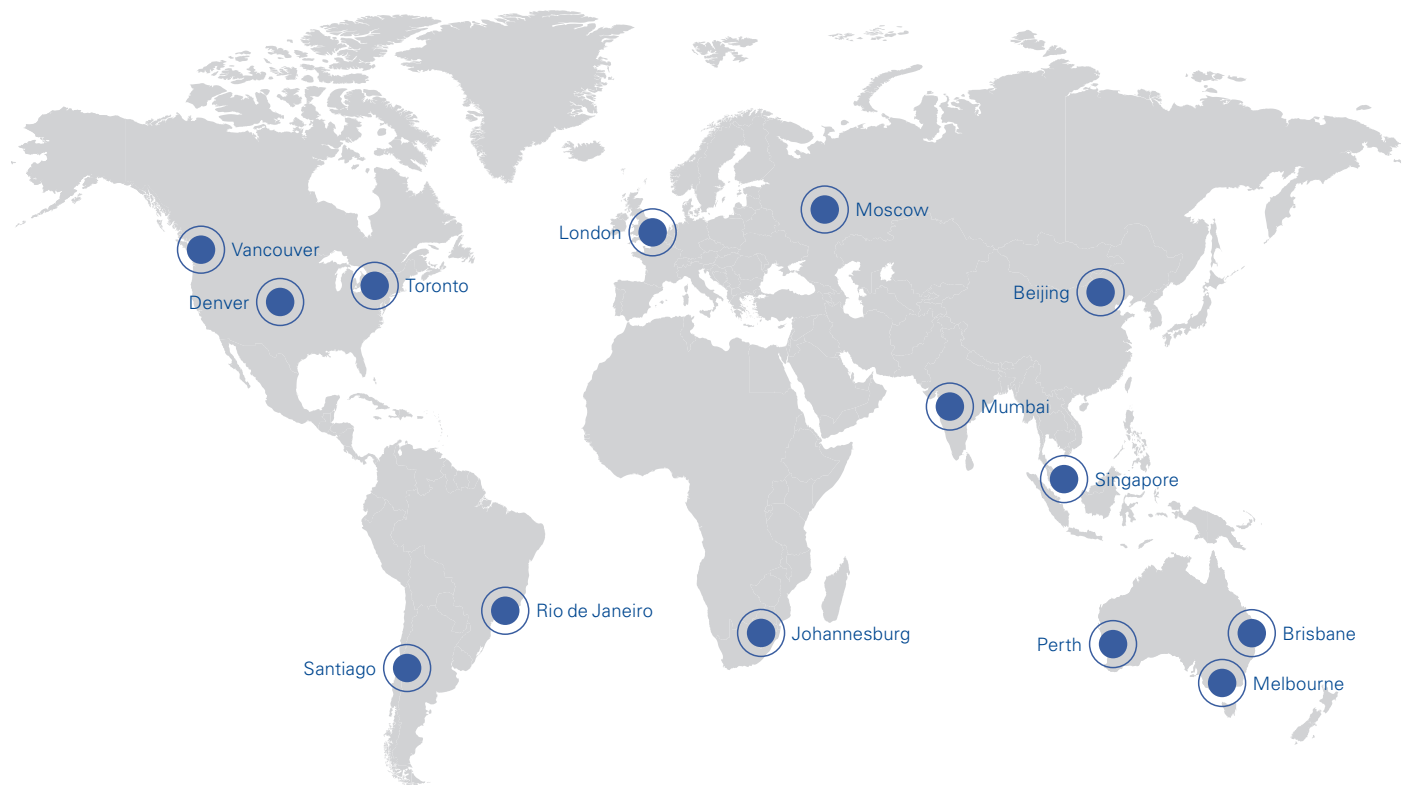 Moscow
London
Vancouver
Toronto
Beijing
Denver
Mumbai
Singapore
Rio de Janeiro
Johannesburg
Brisbane
Perth
Santiago
Melbourne